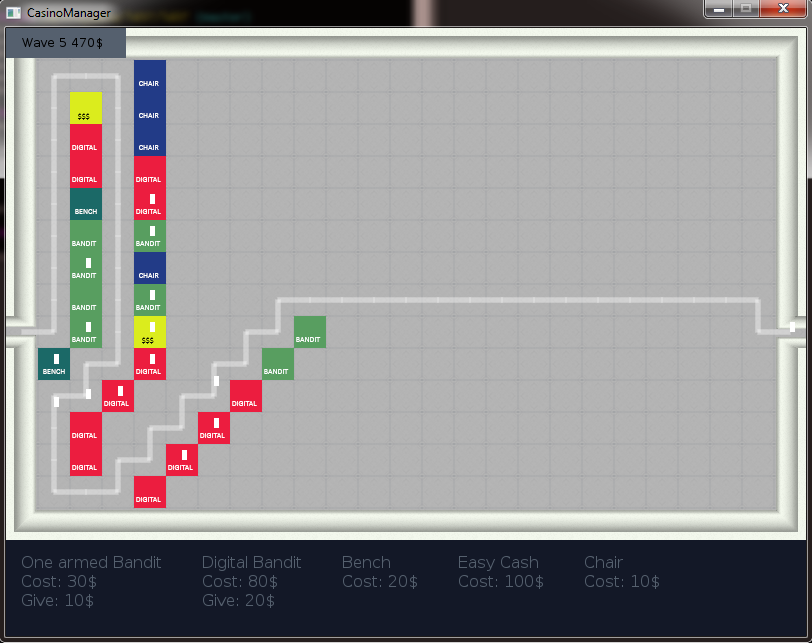 CasinoManager
Wave 5 470$
CHAIR
$$$ CHAIR
DIGITAL CHAIR
DIGITAL DIGITAL
BENCH DIGITAL
BANDIT BANDIT
BANDIT CHAIR
BANDIT BANDIT
BANDIT $$$ BANDIT
BENCH DIGITAL BANDIT
DIGITAL DIGITAL
DIGITAL DIGITAL
DIGITAL DIGITAL
DIGITAL
One armed Bandit Digital Bandit Bench Easy Cash Chair
Cost: 30$ Cost: 80$ Cost: 20$ Cost: 100$ Cost: 10$
Give: 10$ Give: 20$